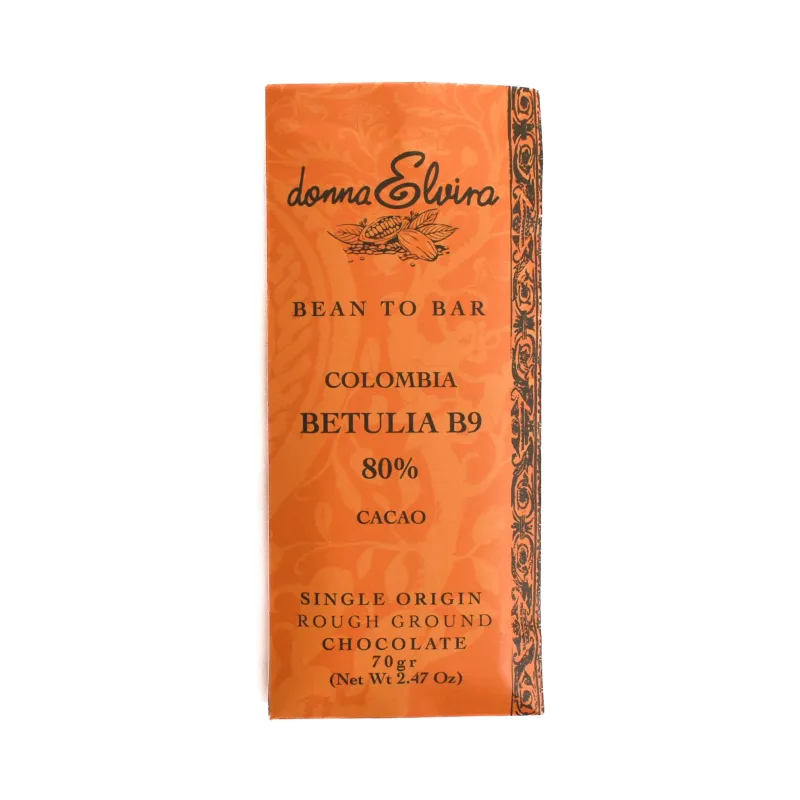 donna Elvira
BEAN TO BAR
COLOMBIA
BETULIA B9
80%
CACAO
SINGLE ORIGIN
ROUGH GROUND
CHOCOLATE
70gr
(Net Wt 2.47 Oz)